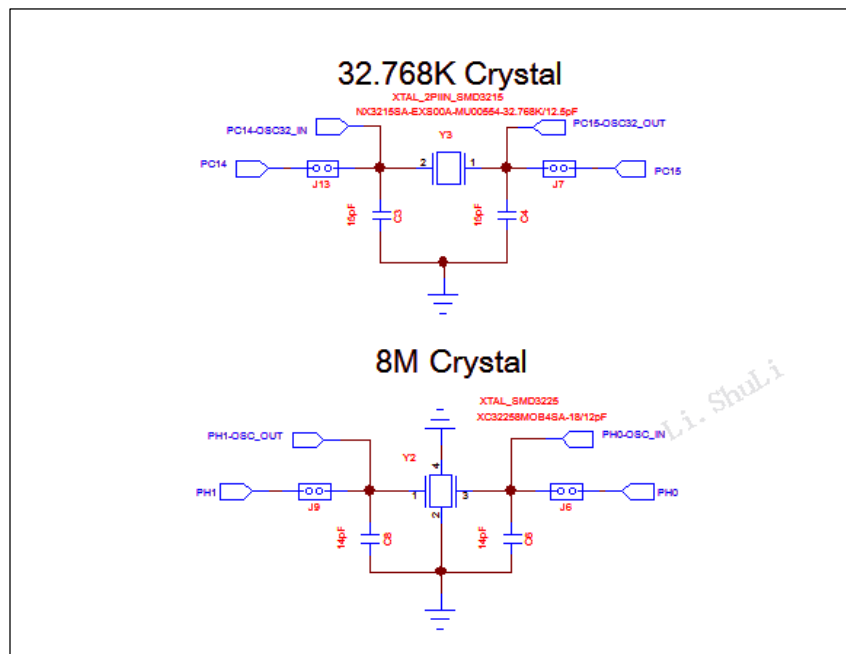 32.768K Crystal
XTAL_2PIIN_SMD3215
NX3215SA-EXS00A-MU00554-32.768K/12.5pF
PC14-OSC32_IN
PC15-OSC32_OUT
Y3
PC14
2
1
PC15
J13
J7
15pF
C3
15pF
C4
8M Crystal
XTAL_SMD3225
XC32258MOB4SA-18/12pF
Li.ShuLi
PH1-OSC_OUT
PH0-OSC_IN
Y2
4
PH1
1
3
PH0
J9
2
J6
14pF
C8
14pF